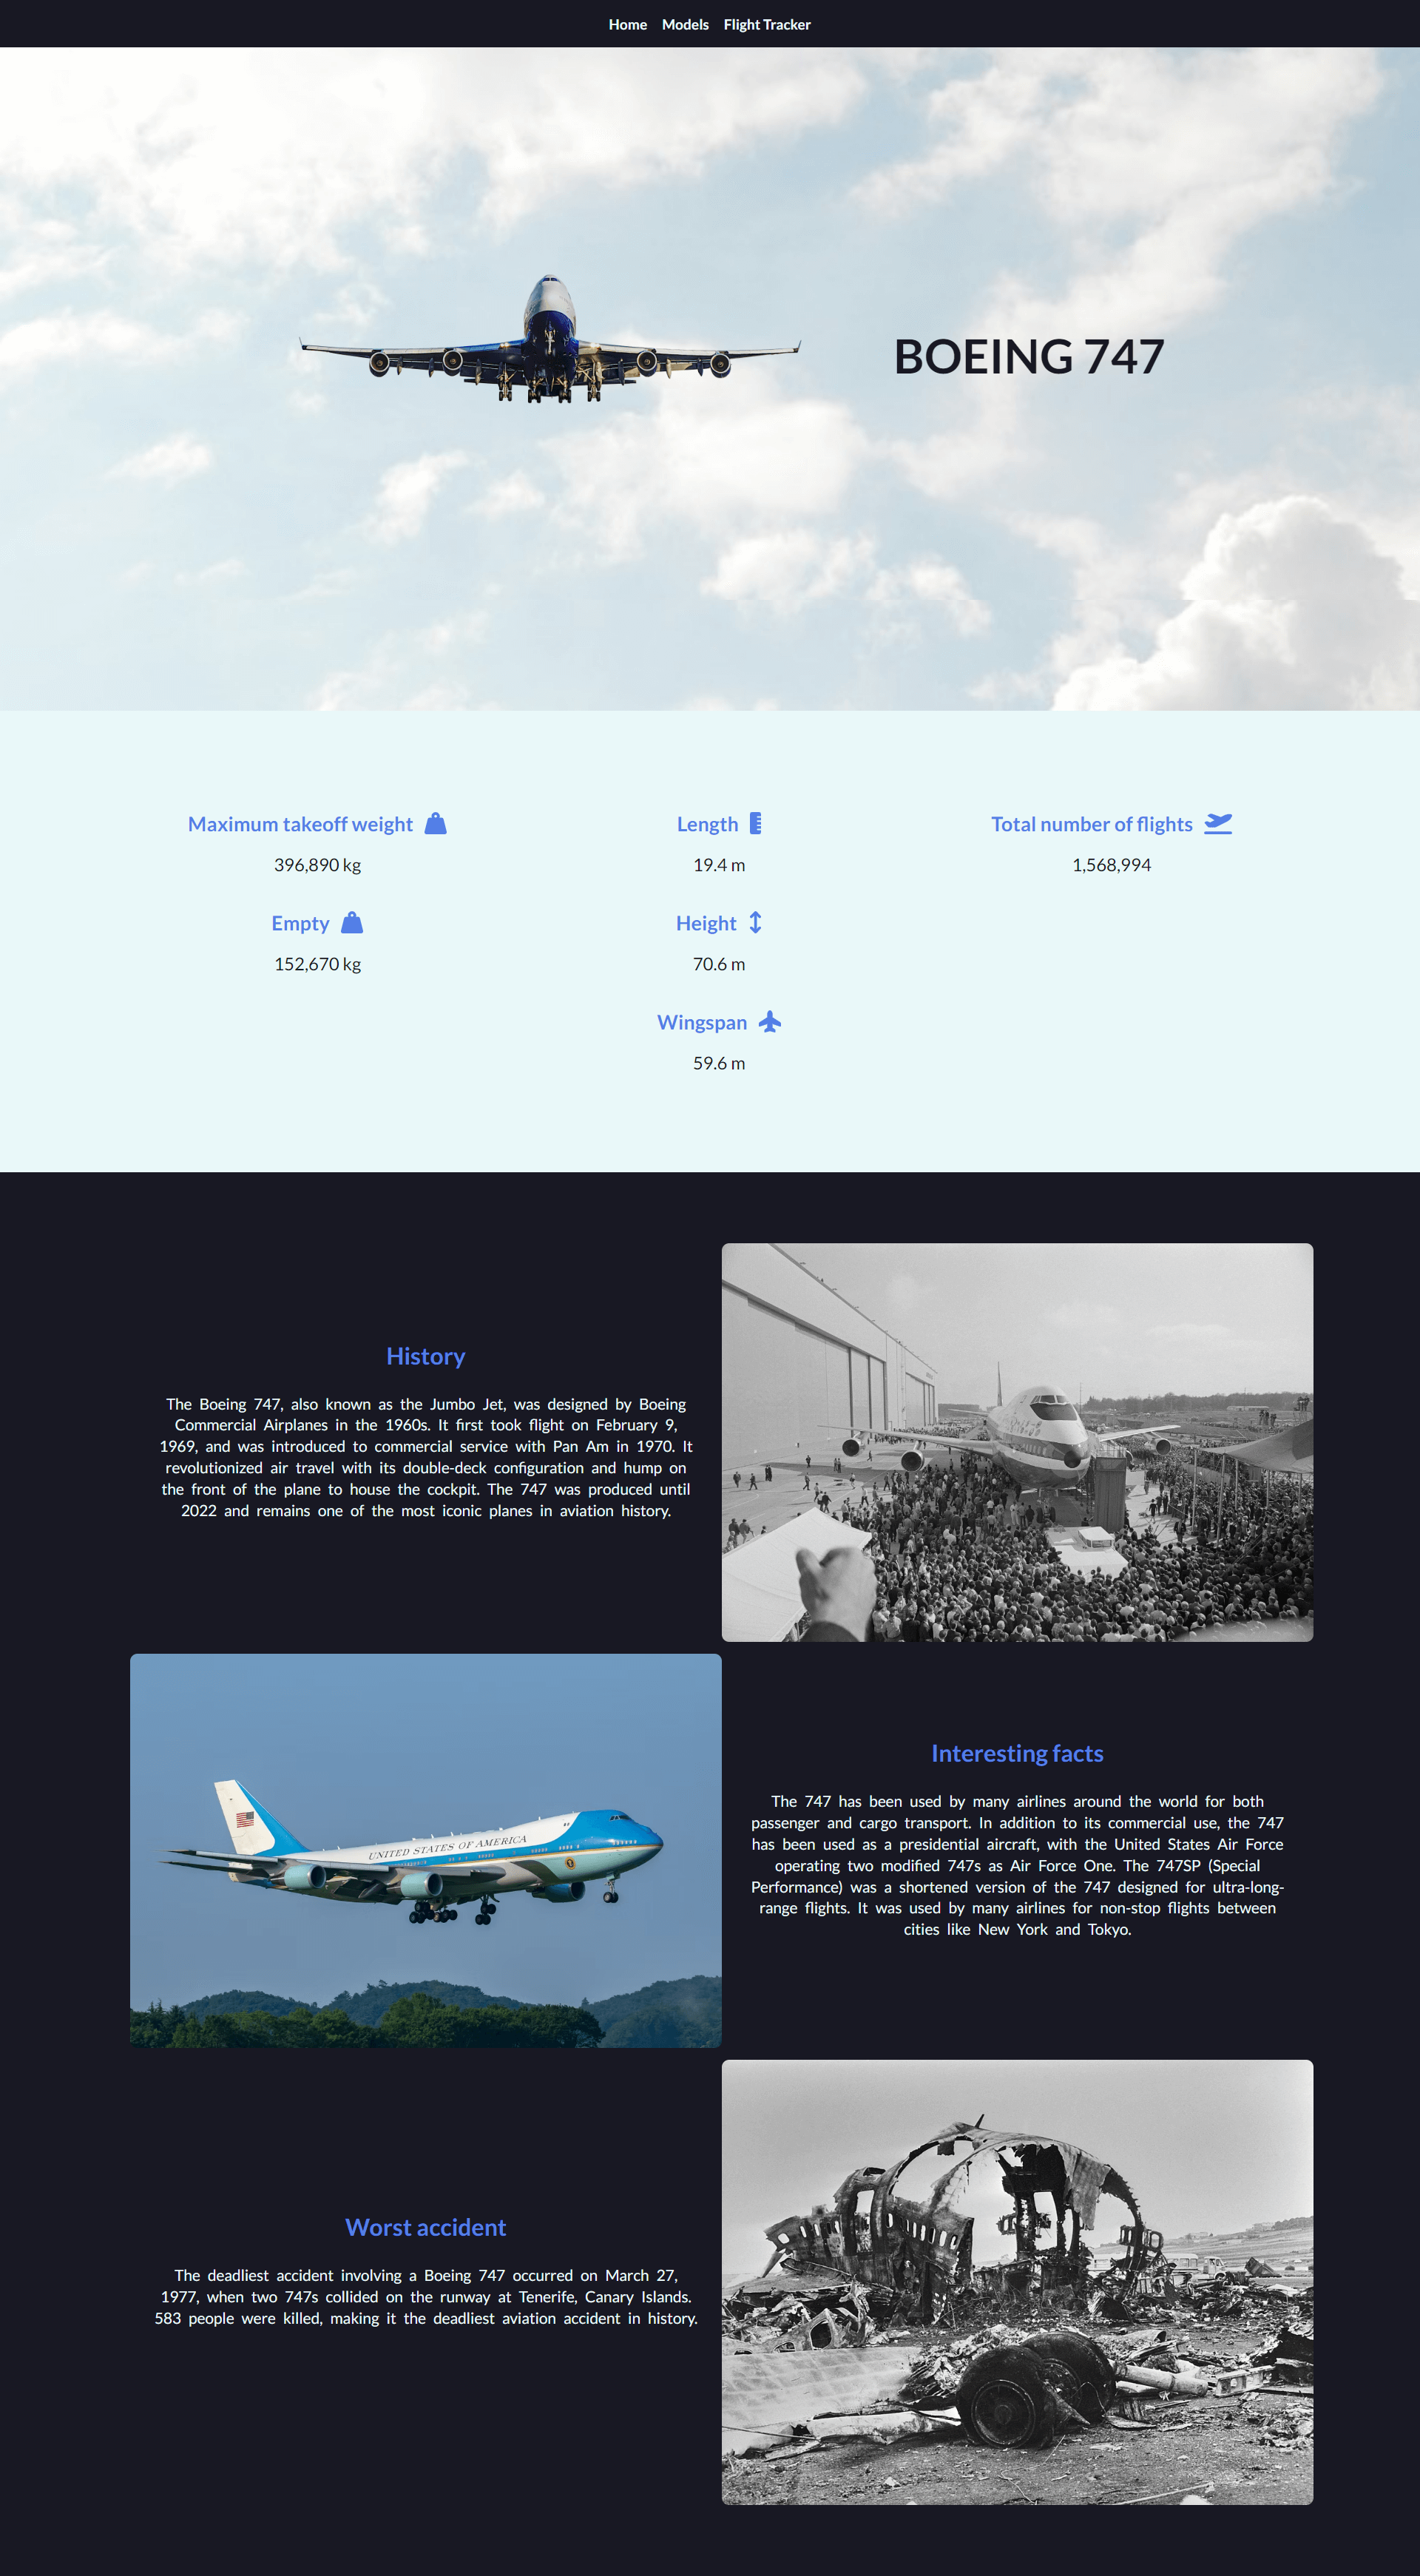 Home Models Flight Tracker
BOEING 747
Maximum takeoff weight
396,890 kg
Empty
152,670 kg
Length
19.4 m
Height
70.6 m
Wingspan
59.6 m
Total number of flights
1,568,994
History
The Boeing 747, also known as the Jumbo Jet, was designed by Boeing
Commercial Airplanes in the 1960s. It first took flight on February 9,
1969, and was introduced to commercial service with Pan Am in 1970. It
revolutionized air travel with its double-deck configuration and hump on
the front of the plane to house the cockpit. The 747 was produced until
2022 and remains one of the most iconic planes in aviation history.
UNITED STATES OF AMERICA
Interesting facts
The 747 has been used by many airlines around the world for both
passenger and cargo transport. In addition to its commercial use, the 747
has been used as a presidential aircraft, with the United States Air Force
operating two modified 747s as Air Force One. The 747SP (Special
Performance) was a shortened version of the 747 designed for ultra-long-
range flights. It was used by many airlines for non-stop flights between
cities like New York and Tokyo.
Worst accident
The deadliest accident involving a Boeing 747 occurred on March 27,
1977, when two 747s collided on the runway at Tenerife, Canary Islands.
583 people were killed, making it the deadliest aviation accident in history.